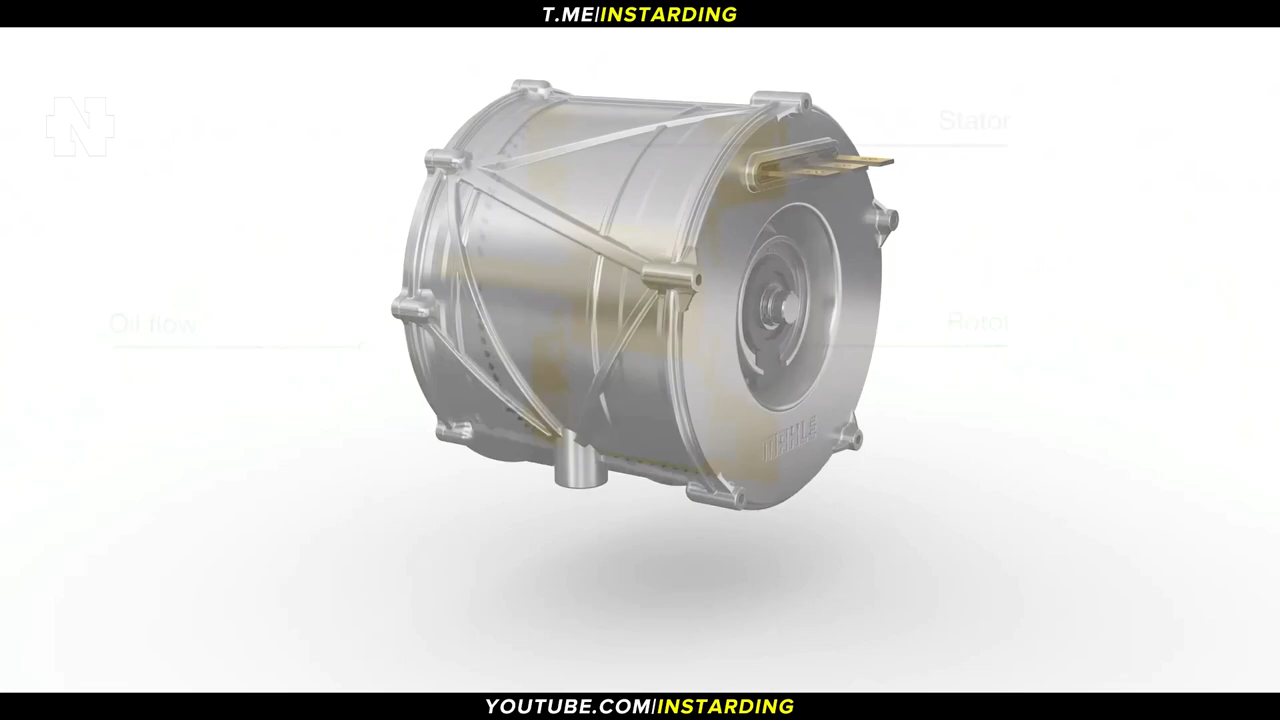 T.ME|INSTARDING
N
Stator
Oil flow
Rotor
MAHLE
YOUTUBE.COM|INSTARDING